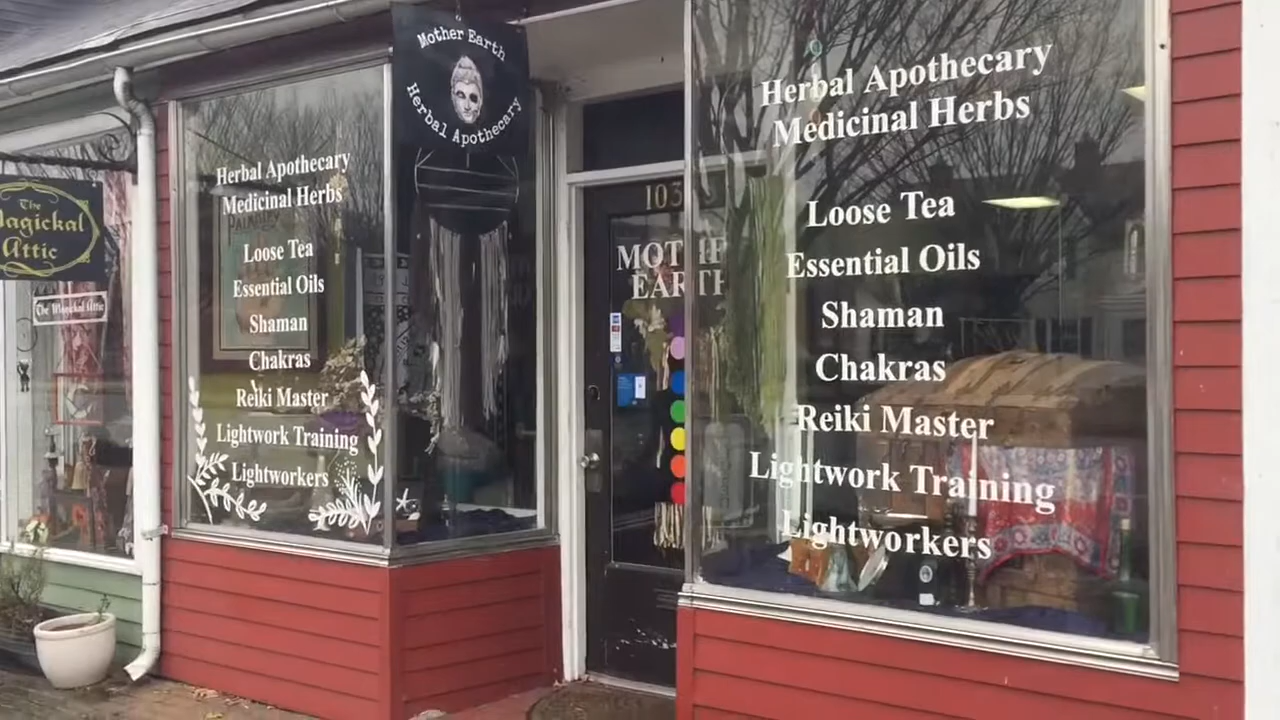 The
Magickal
Attic
The Magickal Attic
Herbal Apothecary
Medicinal Herbs
Loose Tea
Essential Oils
Shaman
Chakras
Reiki Master
Lightwork Training
Lightworkers
Mother Earth
Herbal Apothecary
103
MOTHE
EARTH
Herbal Apothecary
Medicinal Herbs
Loose Tea
Essential Oils
Shaman
Chakras
Reiki Master
Lightwork Training
Lightworkers